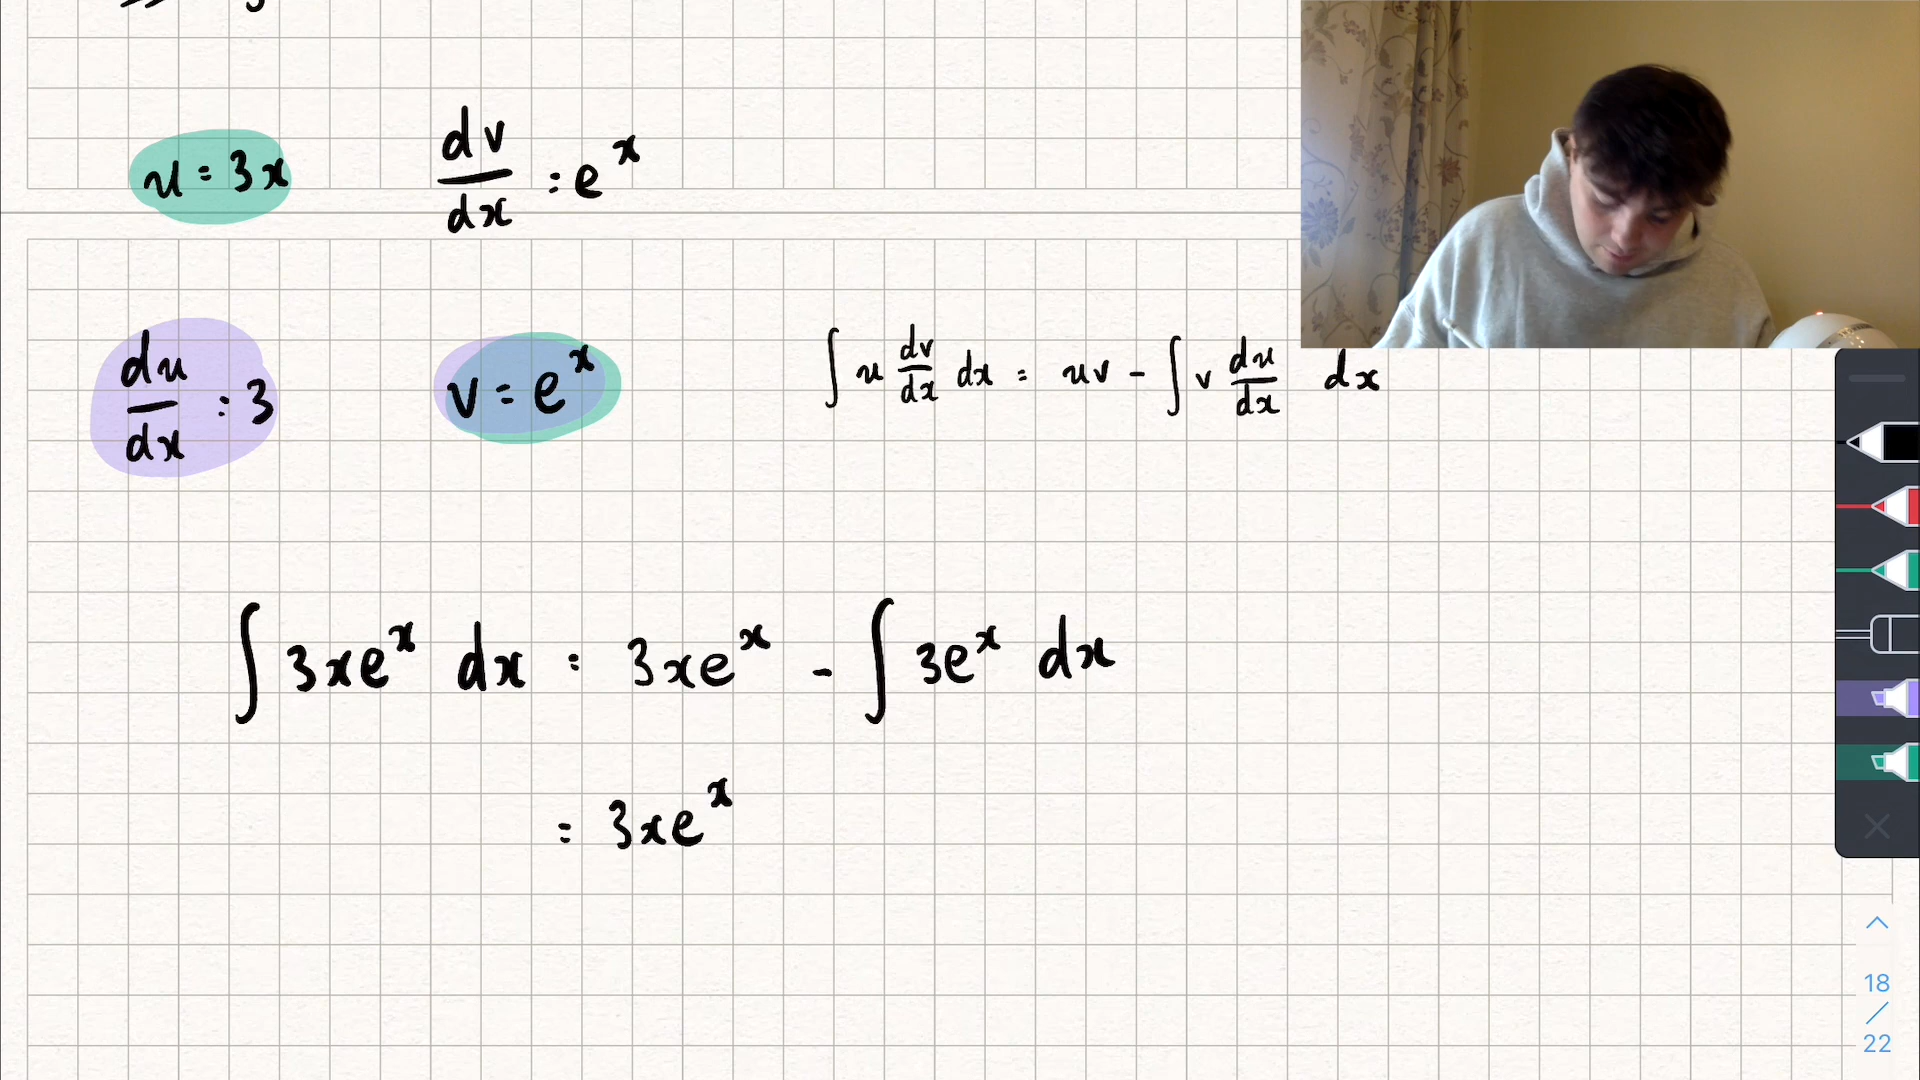 u = 3x
dv/dx = e^x
du/dx = 3
v = e^x
∫ u dv/dx dx = uv - ∫ v du/dx dx
∫ 3xe^x dx = 3xe^x - ∫ 3e^x dx
= 3xe^x
18
/
22